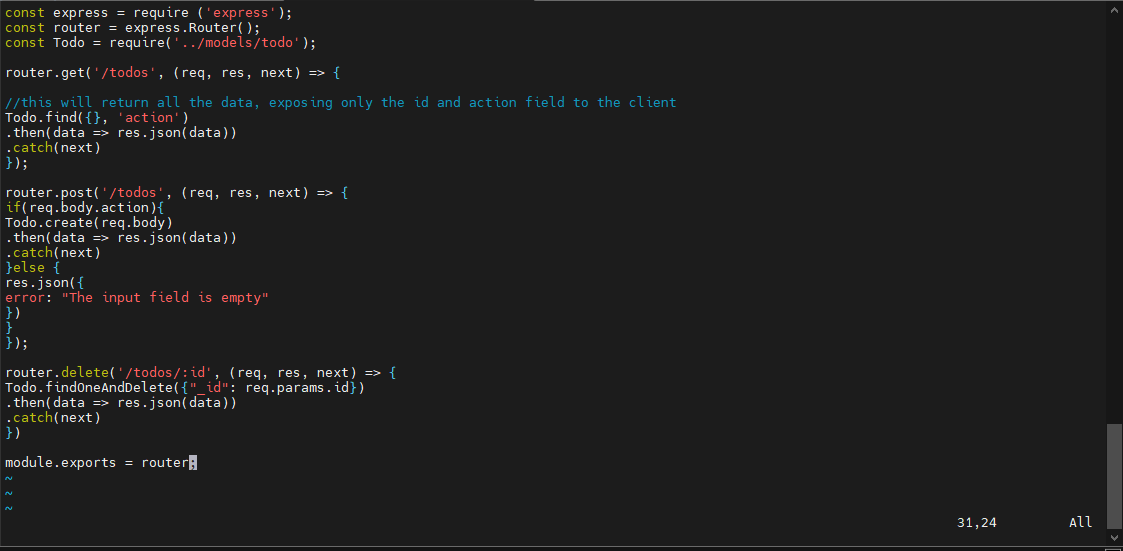 const express = require ('express');
const router = express.Router();
const Todo = require('../models/todo');

router.get('/todos', (req, res, next) => {

//this will return all the data, exposing only the id and action field to the client
Todo.find({}, 'action')
.then(data => res.json(data))
.catch(next)
});

router.post('/todos', (req, res, next) => {
if(req.body.action){
Todo.create(req.body)
.then(data => res.json(data))
.catch(next)
}else {
res.json({
error: "The input field is empty"
})
}
});

router.delete('/todos/:id', (req, res, next) => {
Todo.findOneAndDelete({"_id": req.params.id})
.then(data => res.json(data))
.catch(next)
})

module.exports = router;
~
~
~
31,24 All